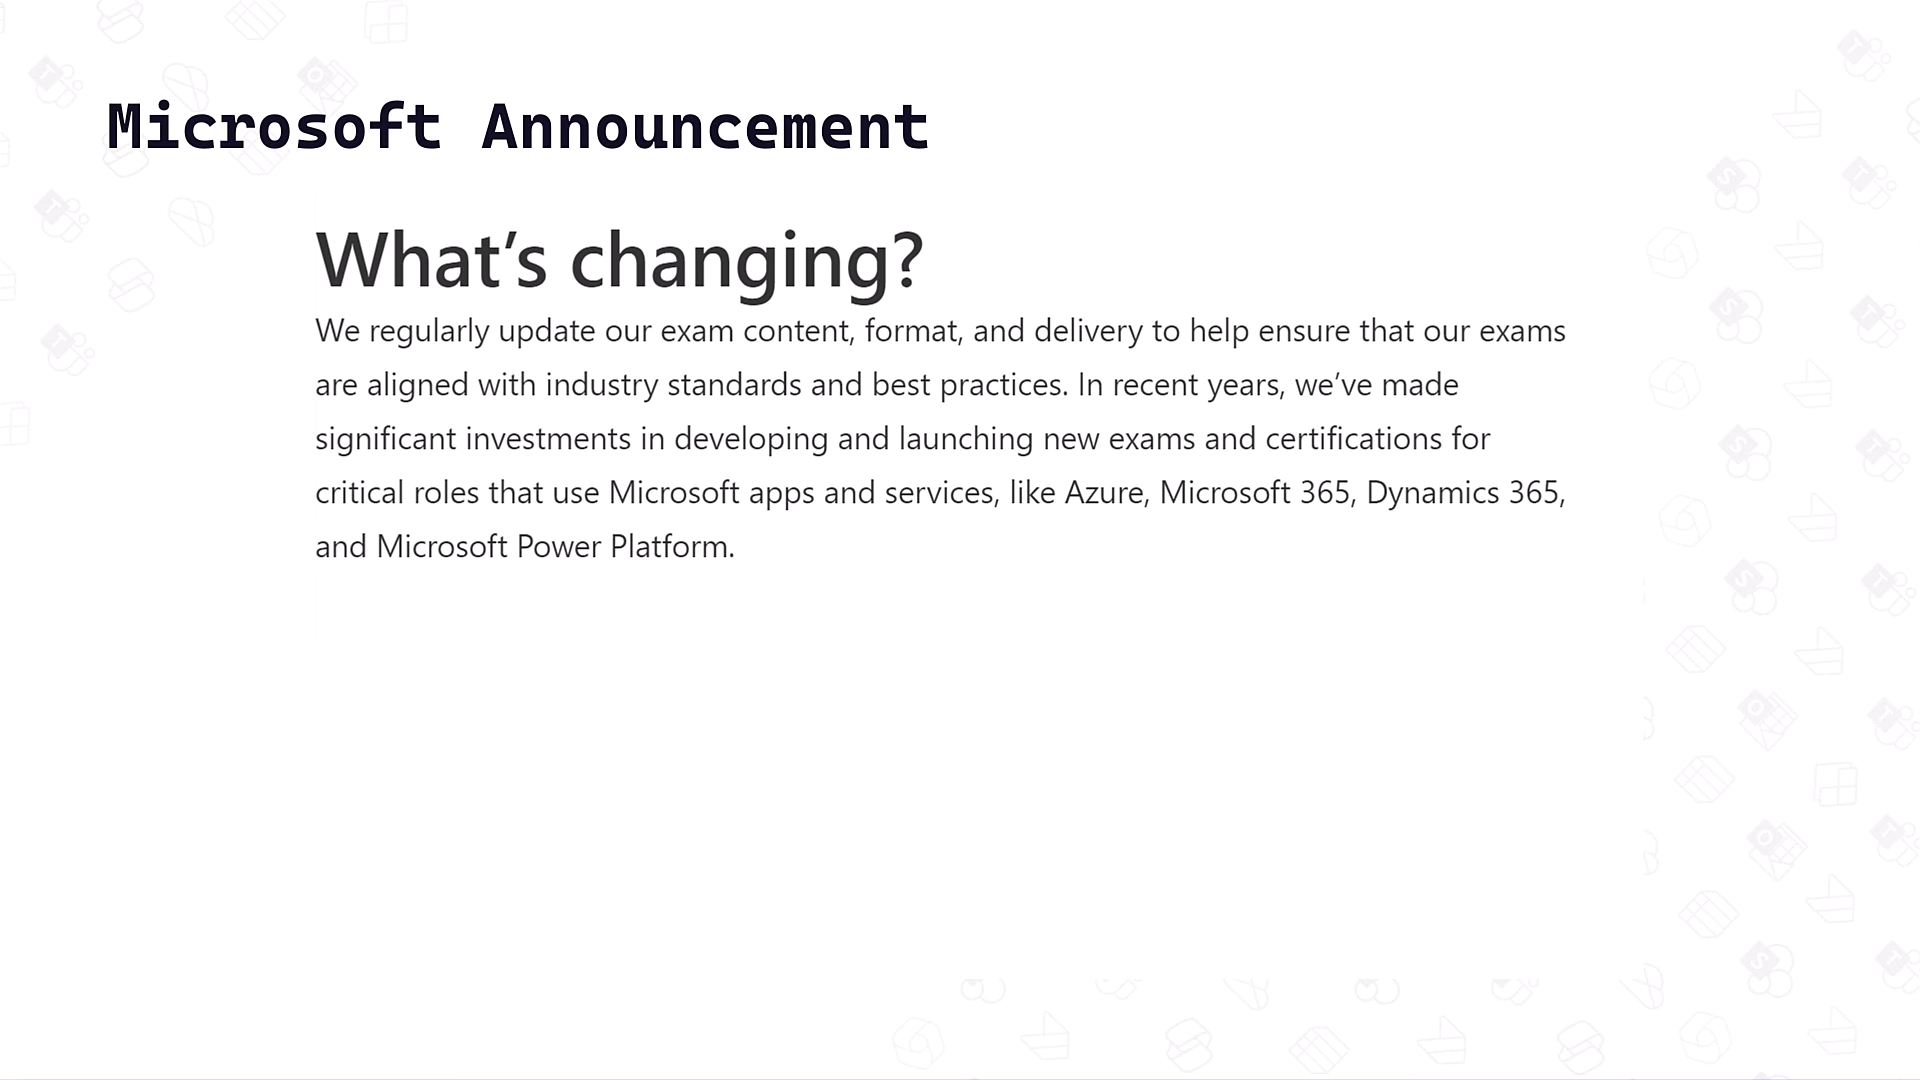 Microsoft Announcement
What’s changing?
We regularly update our exam content, format, and delivery to help ensure that our exams
are aligned with industry standards and best practices. In recent years, we’ve made
significant investments in developing and launching new exams and certifications for
critical roles that use Microsoft apps and services, like Azure, Microsoft 365, Dynamics 365,
and Microsoft Power Platform.